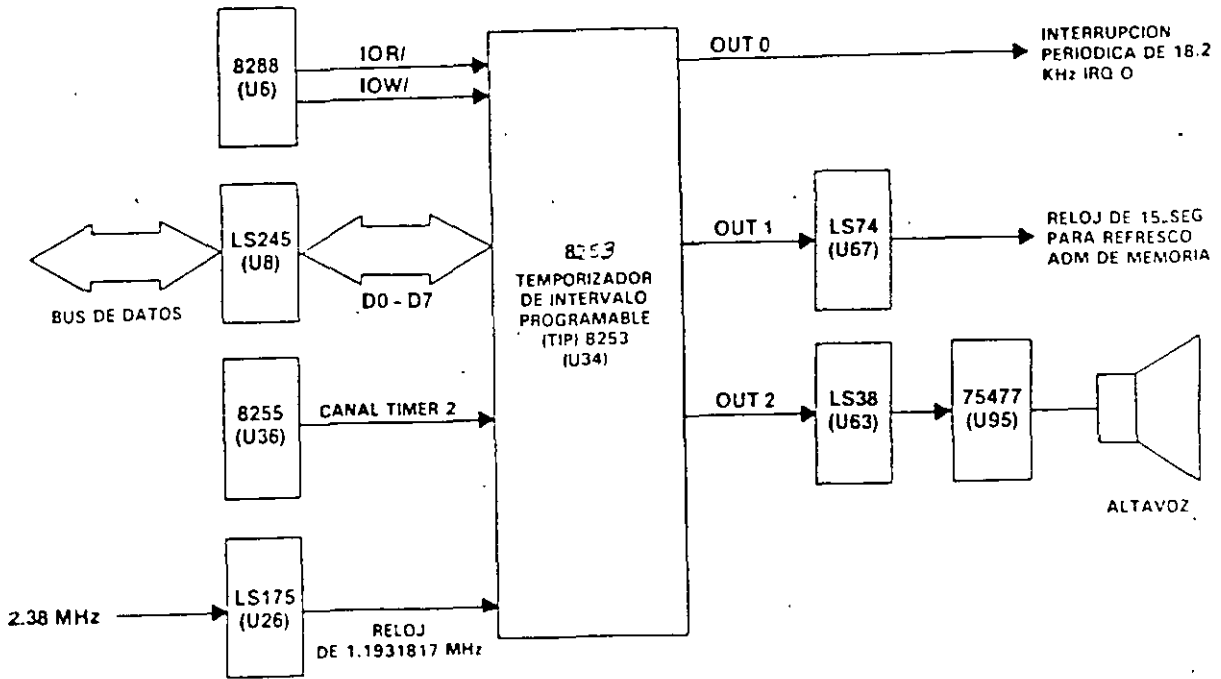 8288
(U6)
IOR/
IOW/
OUT 0
INTERRUPCION
PERIODICA DE 18.2
KHz IRQ O
LS245
(U8)
BUS DE DATOS
D0 - D7
8253
TEMPORIZADOR
DE INTERVALO
PROGRAMABLE
(TIP) 8253
(U34)
OUT 1
LS74
(U67)
RELOJ DE 15 SEG
PARA REFRESCO
ADM DE MEMORIA
8255
(U36)
CANAL TIMER 2
OUT 2
LS38
(U63)
75477
(U95)
ALTAVOZ
2.38 MHz
LS175
(U26)
RELOJ
DE 1.1931817 MHz